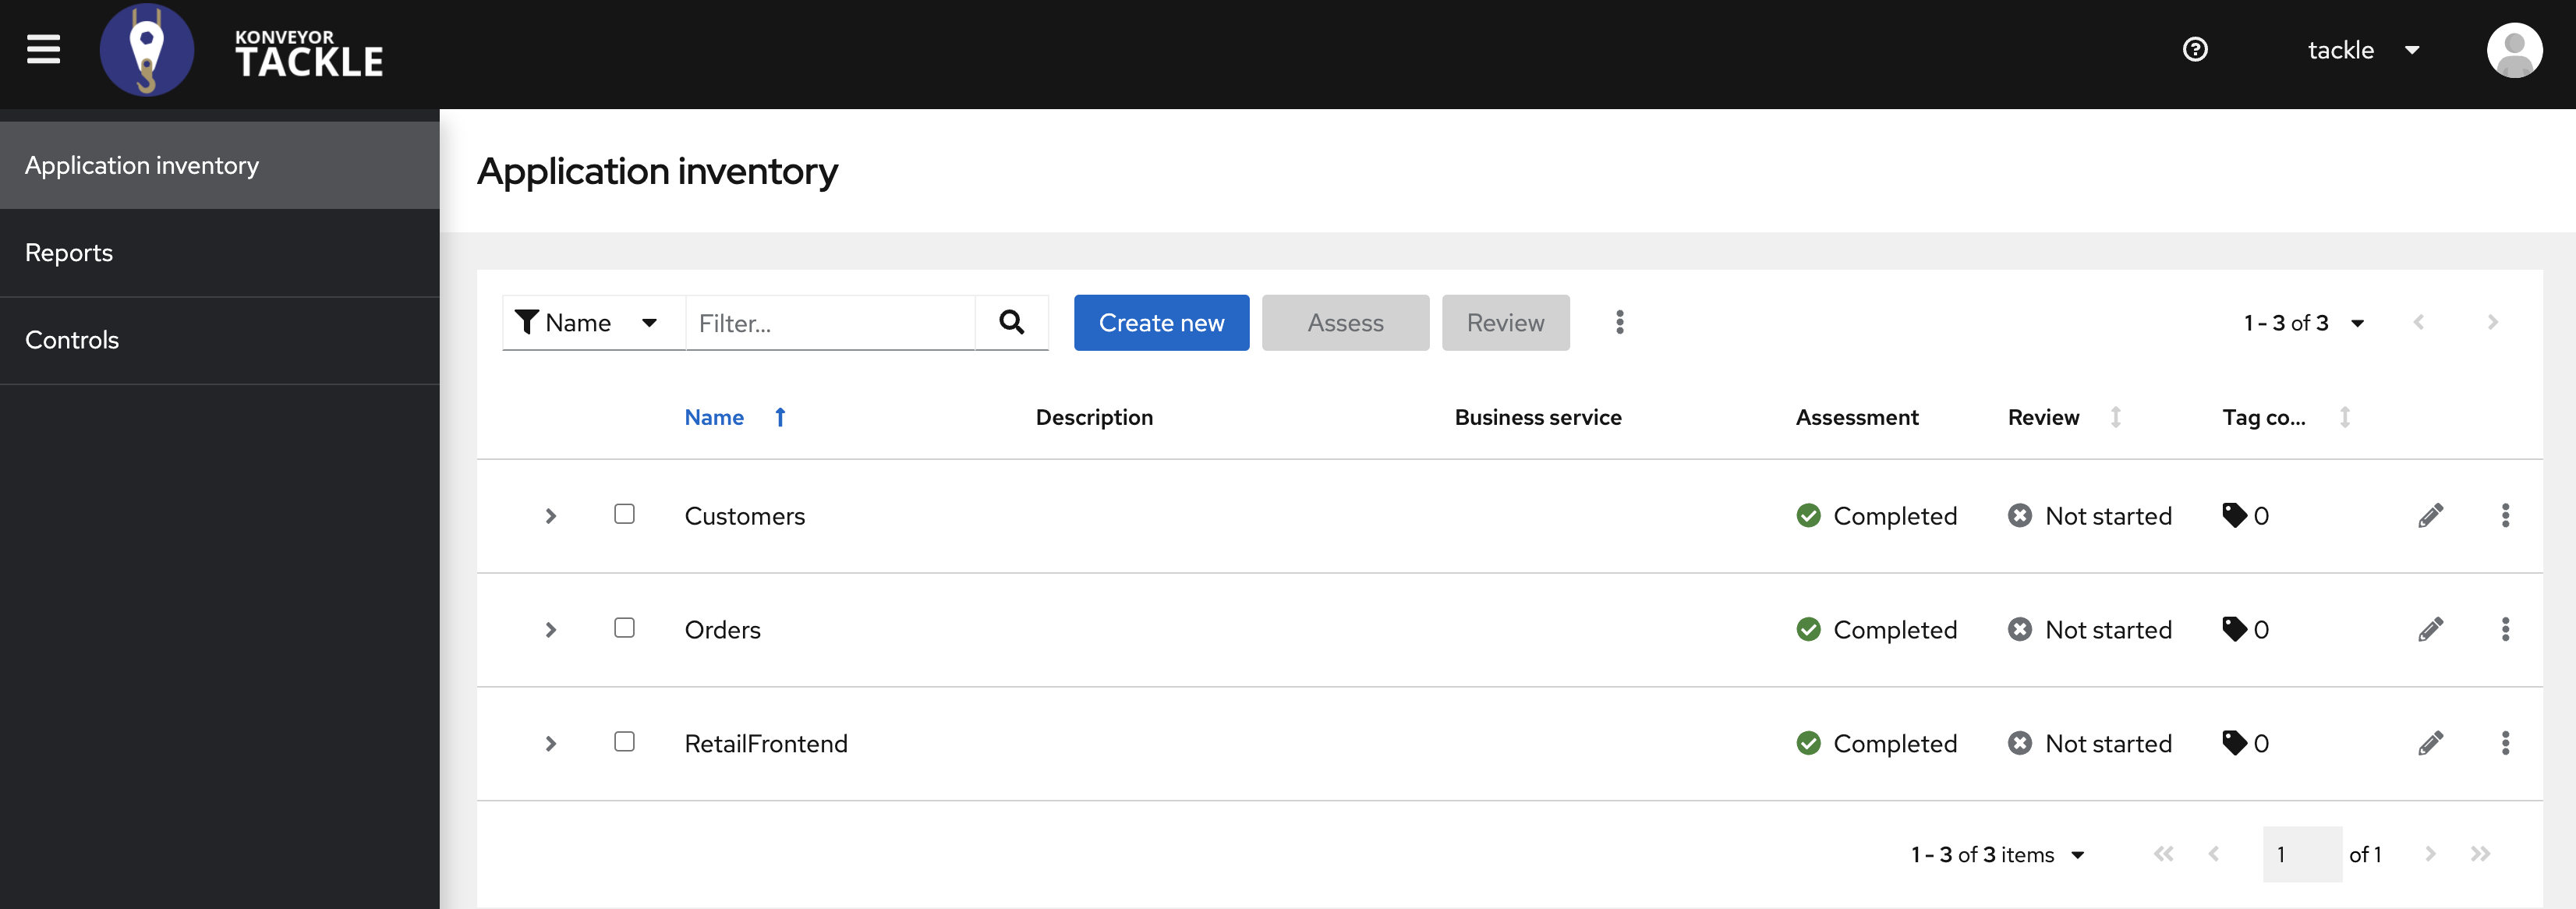 KONVEYOR
TACKLE
tackle
Application inventory
Reports
Controls
Application inventory
Name Filter... Create new Assess Review 1 - 3 of 3
Name Description Business service Assessment Review Tag co...
Customers Completed Not started 0
Orders Completed Not started 0
RetailFrontend Completed Not started 0
1 - 3 of 3 items 1 of 1